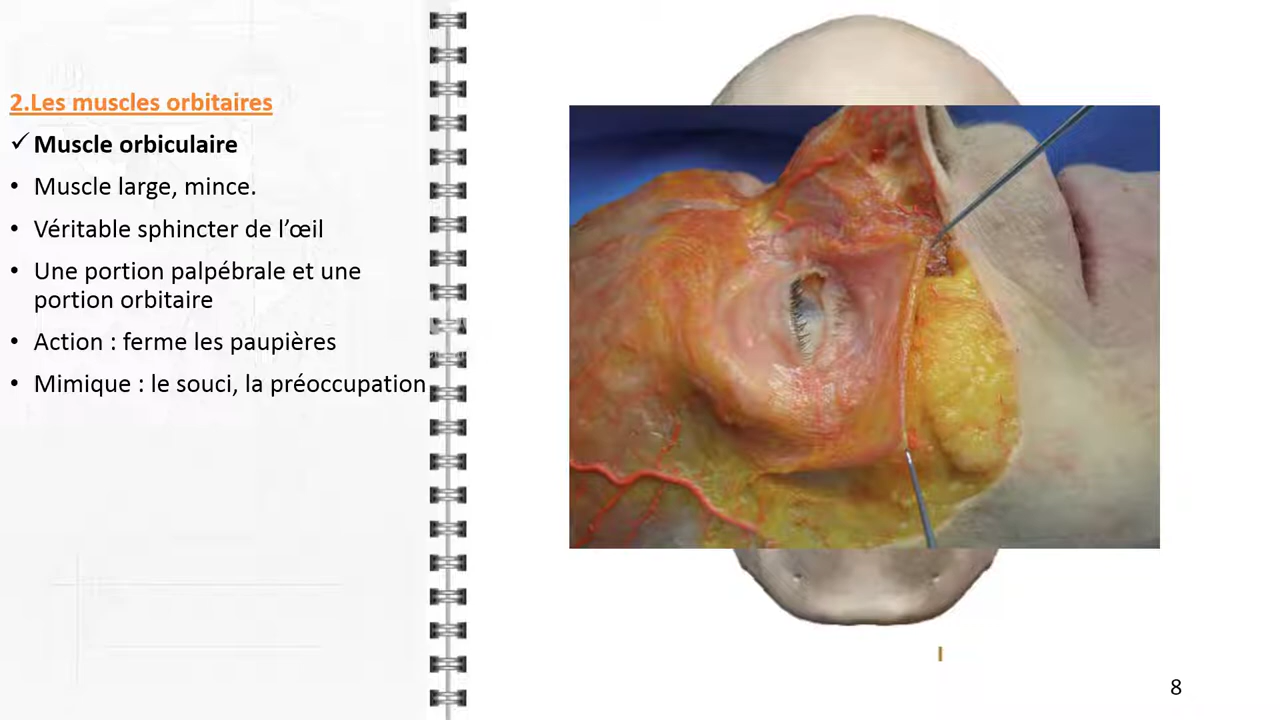 2.Les muscles orbitaires
✓ Muscle orbiculaire
• Muscle large, mince.
• Véritable sphincter de l’œil
• Une portion palpébrale et une
portion orbitaire
• Action : ferme les paupières
• Mimique : le souci, la préoccupation
8